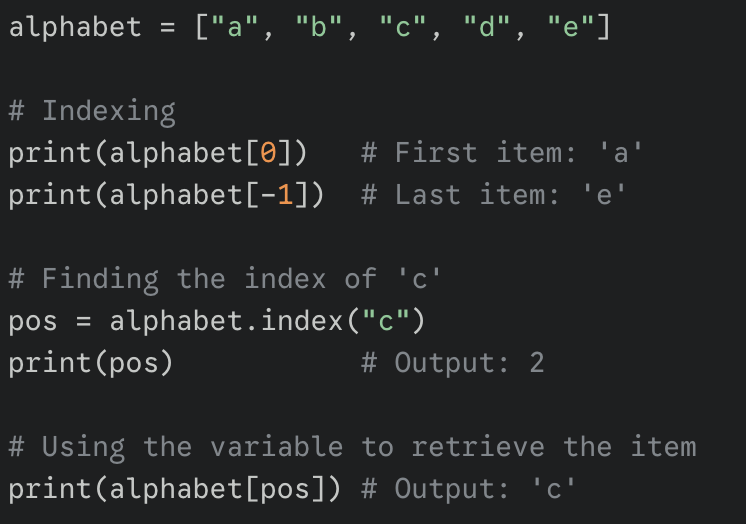 alphabet = ["a", "b", "c", "d", "e"]
# Indexing
print(alphabet[0])   # First item: 'a'
print(alphabet[-1])  # Last item: 'e'
# Finding the index of 'c'
pos = alphabet.index("c")
print(pos)           # Output: 2
# Using the variable to retrieve the item
print(alphabet[pos]) # Output: 'c'